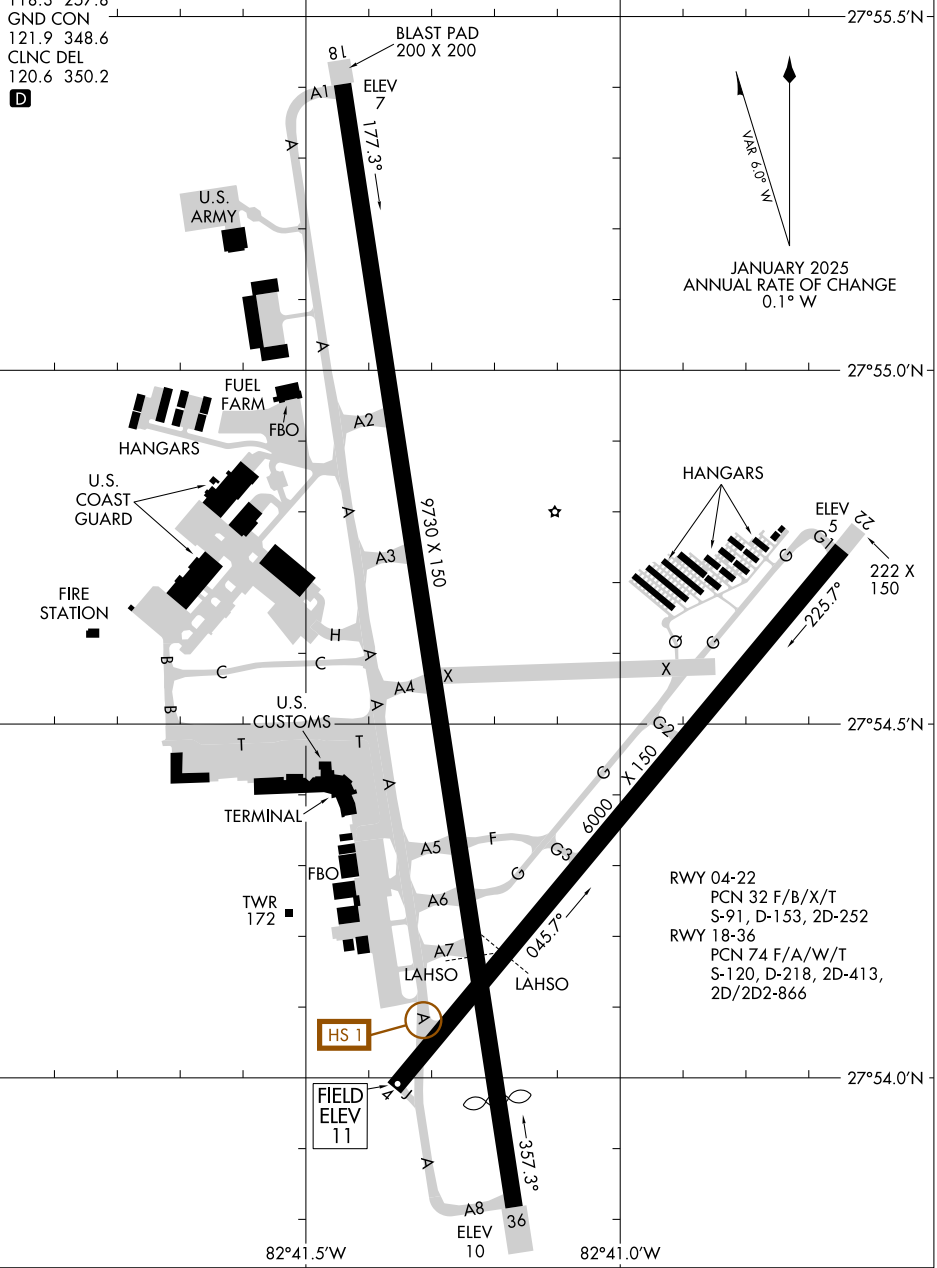 GND CON
121.9 348.6
CLNC DEL
120.6 350.2
D
27°55.5'N
BLAST PAD
200 X 200
18
A1
ELEV
7
177.3°
A
VAR 6.0° W
U.S.
ARMY
JANUARY 2025
ANNUAL RATE OF CHANGE
0.1° W
A
27°55.0'N
FUEL
FARM
FBO
A2
HANGARS
U.S.
COAST
GUARD
HANGARS
9730 X 150
A
ELEV
5
22
G1
G
222 X
150
A3
FIRE
STATION
225.7°
H
B
C
C
A
Q
G
X
X
A4
B
U.S.
CUSTOMS
A
G2
27°54.5'N
T
T
A
G
6000 X 150
TERMINAL
A5
F
G3
FBO
G
A6
TWR
172
RWY 04-22
PCN 32 F/B/X/T
S-91, D-153, 2D-252
RWY 18-36
PCN 74 F/A/W/T
S-120, D-218, 2D-413,
2D/2D2-866
045.7°
A7
LAHSO
LAHSO
A
HS 1
27°54.0'N
FIELD
ELEV
11
4
J
A
357.3°
A8
36
ELEV
10
82°41.5'W
82°41.0'W